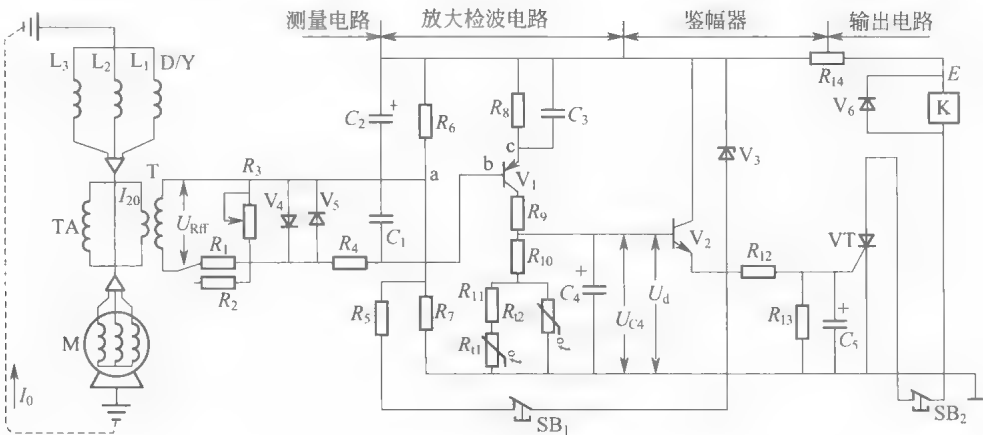 测量电路 放大检波电路 鉴幅器 输出电路
L3 L2 L1 D/Y
R14 E
V6 K
C2 + R6 R8 C3
c
b V1
V3
T R3 a
I20 V4 V5
TA URff
R9
R1 R4 C1
V2 VT
R2
R10 R12
R5 R7 R11 Rt2 C4 + UC4 Ud
R13 + C5
Rt1 t° t°
M
I0
SB1 SB2